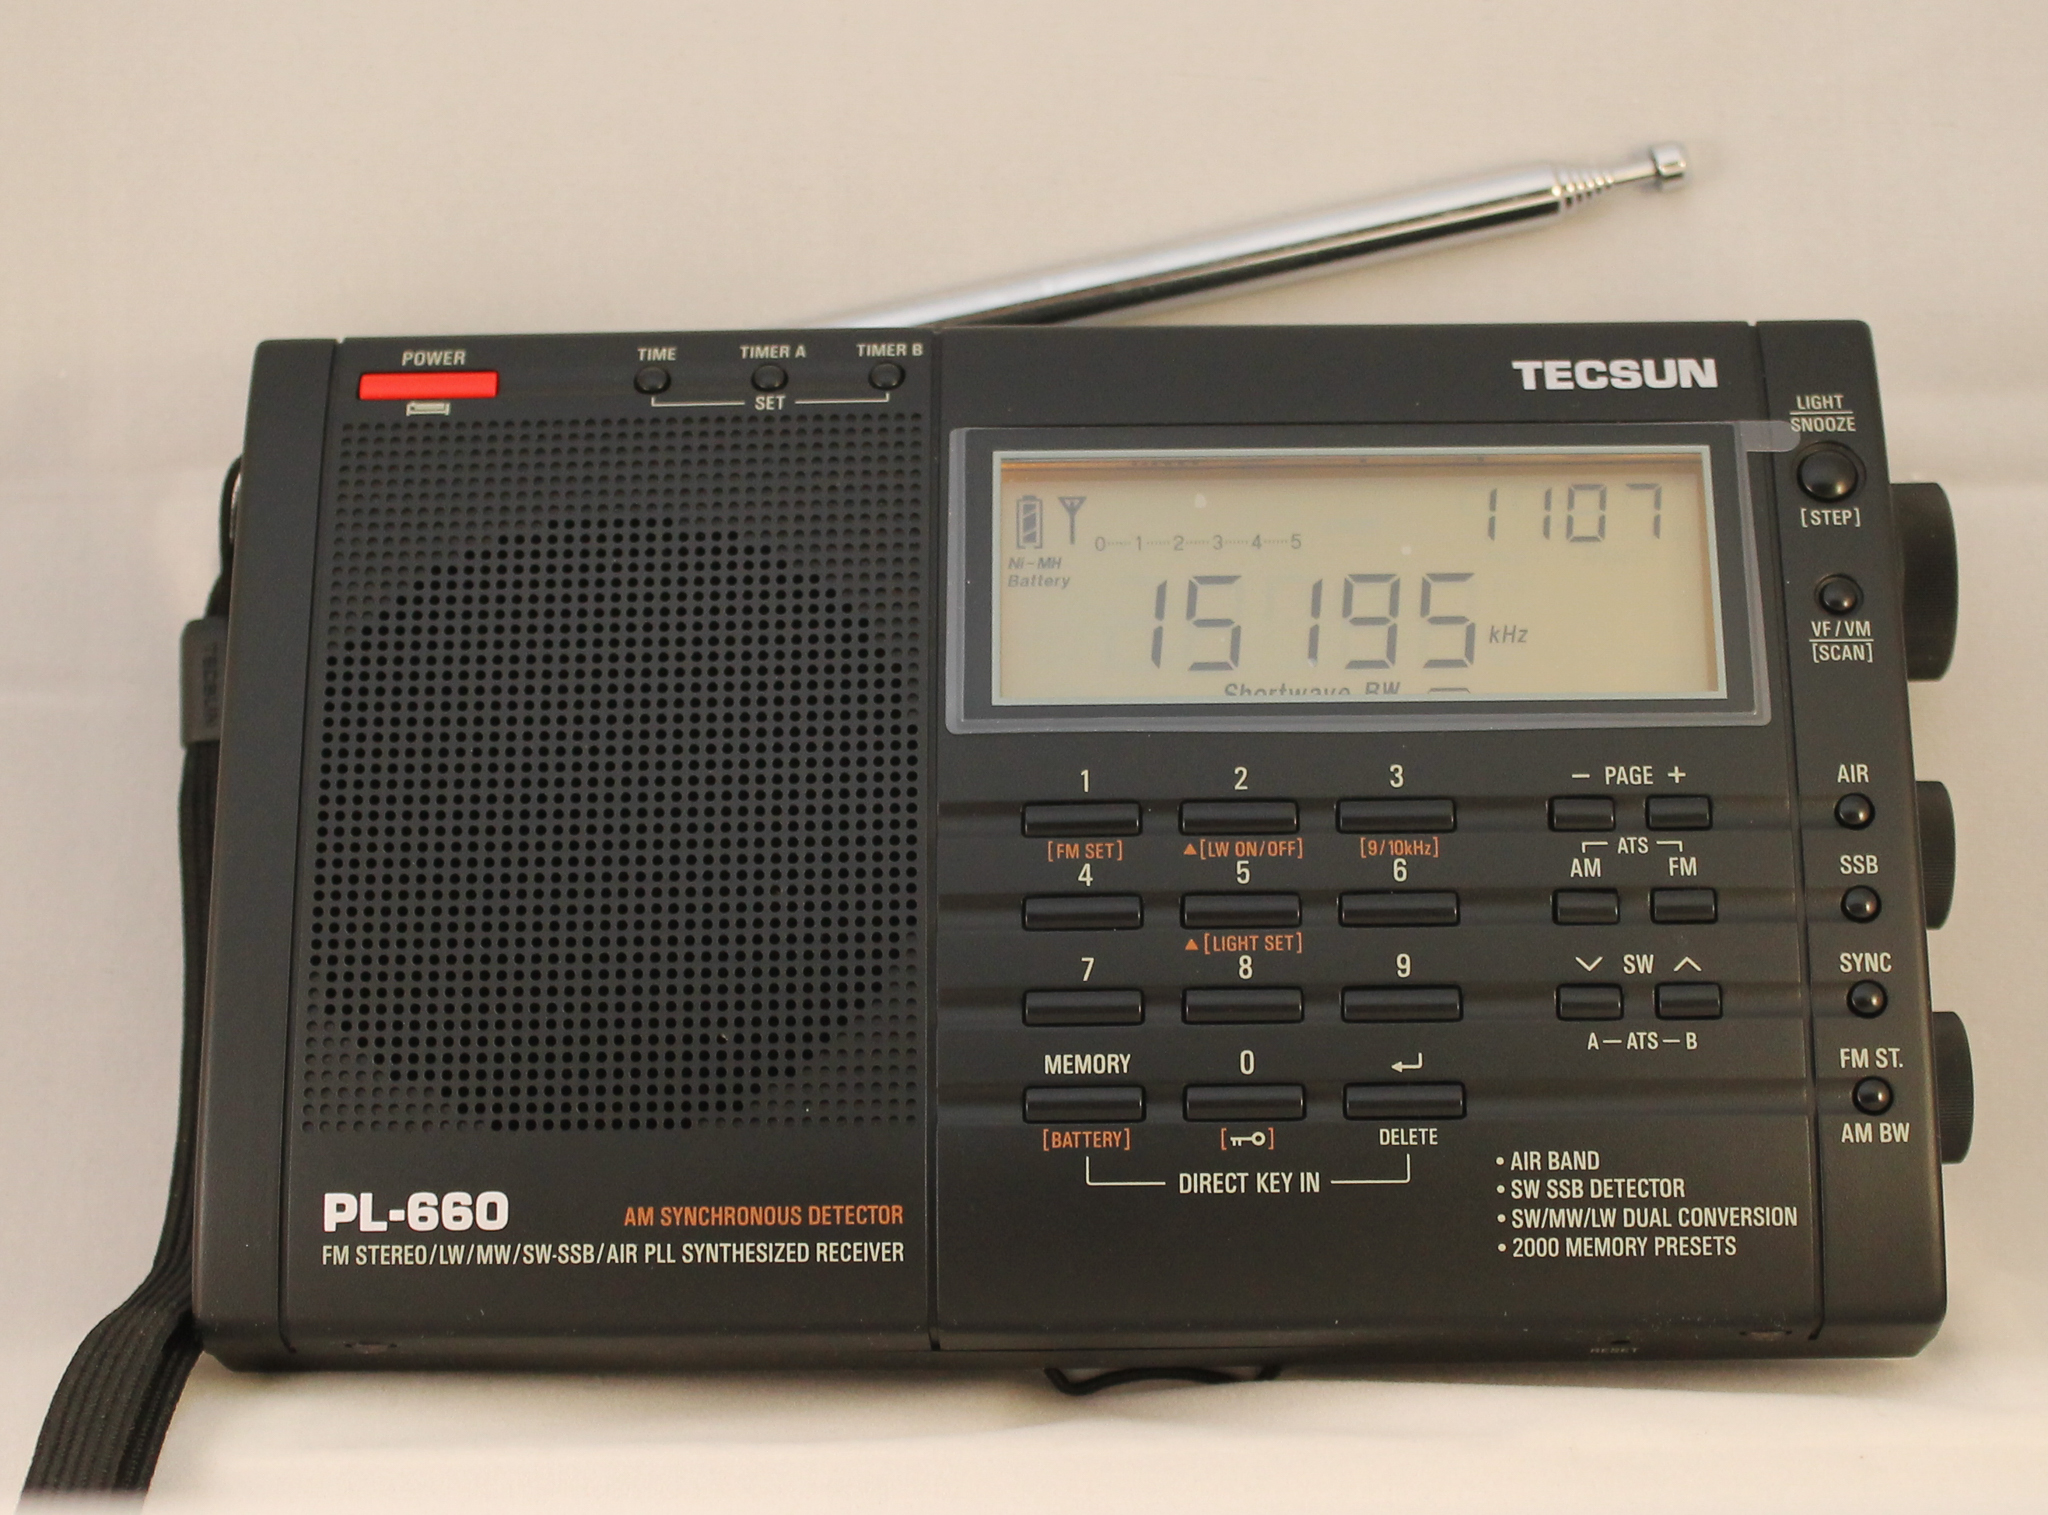 POWER
TIME
TIMER A
TIMER B
SET
TECSUN
LIGHT
SNOOZE
[STEP]
VF/VM
[SCAN]
1107
0 1 2 3 4 5
Ni-MH
Battery
15195 kHz
Shortwave BW
TECSUN
1 2 3 - PAGE +
AIR
[FM SET] ▲[LW ON/OFF] [9/10kHz] ATS
4 5 6 AM FM
SSB
▲[LIGHT SET]
7 8 9 SW
SYNC
A — ATS — B
MEMORY 0
FM ST.
[BATTERY] DELETE
AM BW
DIRECT KEY IN
• AIR BAND
• SW SSB DETECTOR
• SW/MW/LW DUAL CONVERSION
• 2000 MEMORY PRESETS
PL-660
AM SYNCHRONOUS DETECTOR
FM STEREO/LW/MW/SW-SSB/AIR PLL SYNTHESIZED RECEIVER
RESET